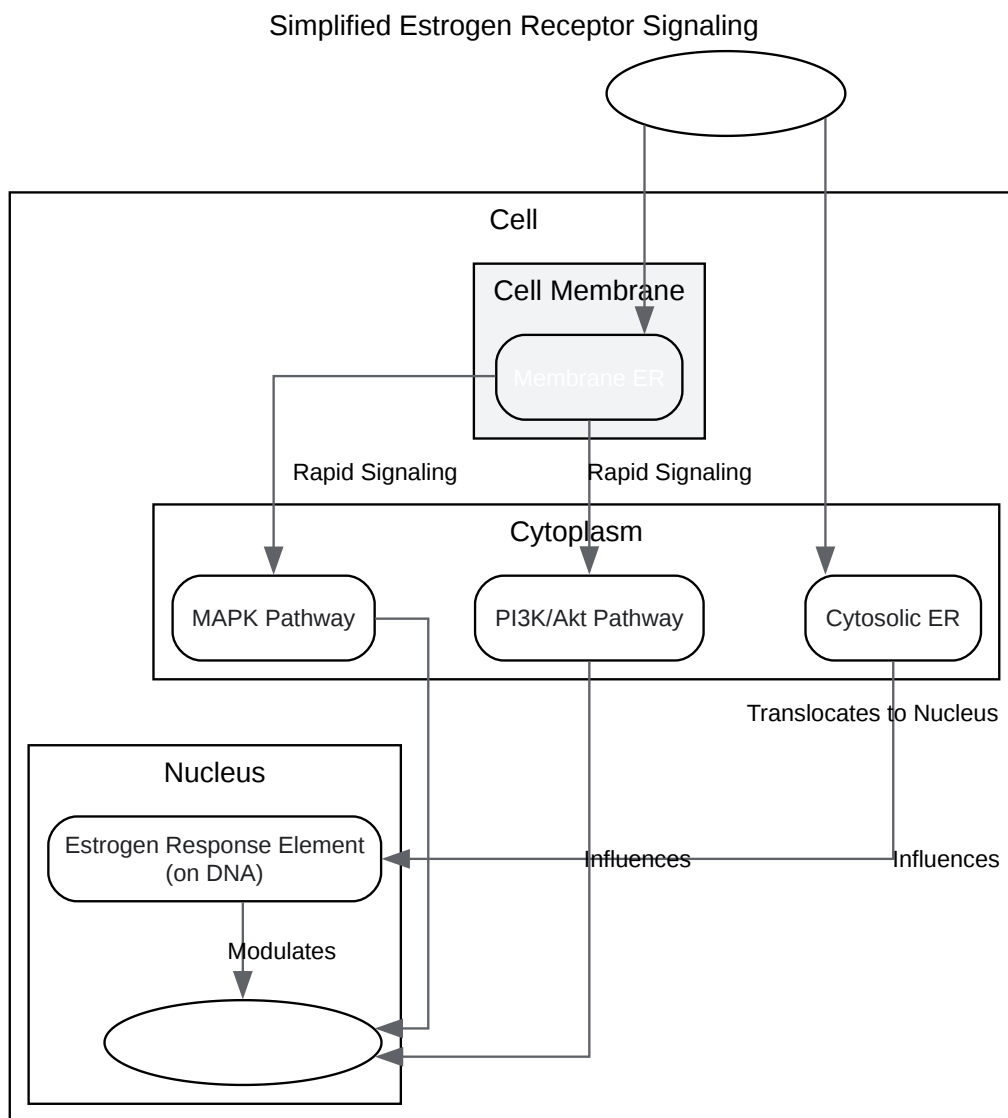 Simplified Estrogen Receptor Signaling
Cell
Cell Membrane
Membrane ER
Rapid Signaling
Rapid Signaling
Cytoplasm
MAPK Pathway
PI3K/Akt Pathway
Cytosolic ER
Translocates to Nucleus
Nucleus
Estrogen Response Element
(on DNA)
Influences
Influences
Modulates